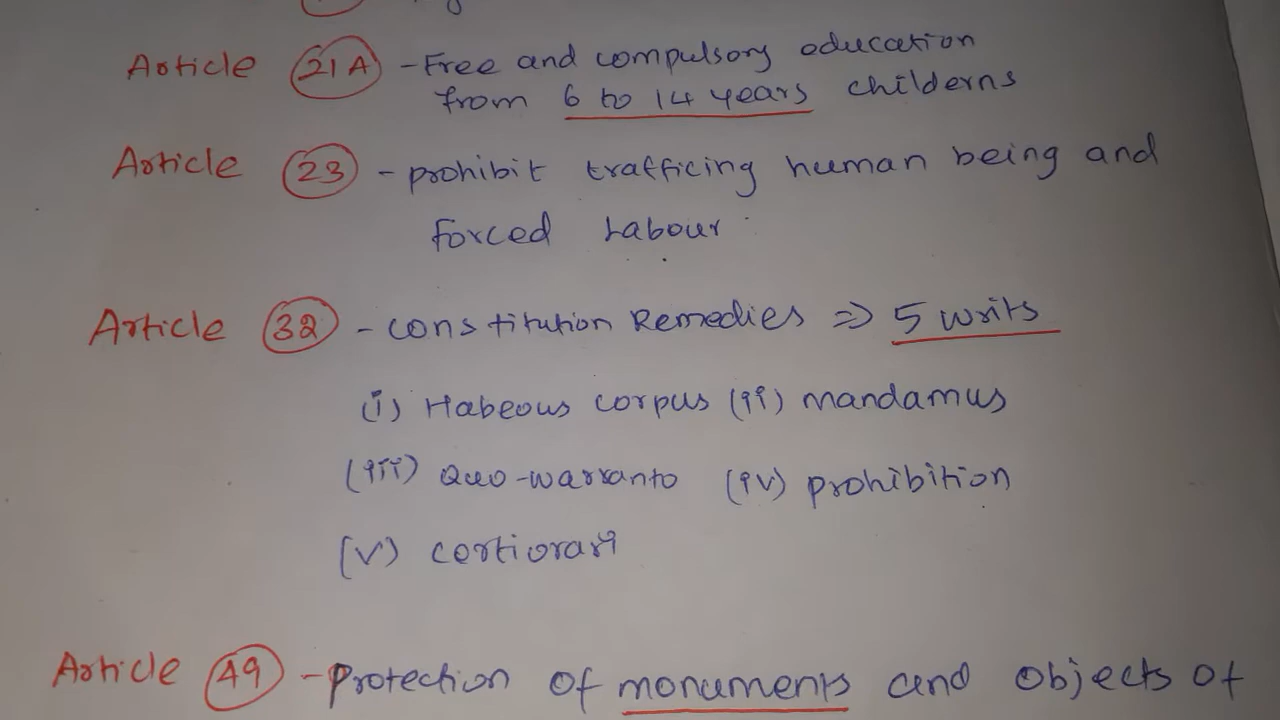 Article 21A - Free and compulsory education
from 6 to 14 years childerns
Article 23 - prohibit trafficing human being and
forced Labour
Article 32 - constitution Remedies ⇒ 5 writs
(i) Habeous corpus (ii) mandamus
(iii) Quo-warranto (iv) prohibition
(v) certiorari
Article 49 - Protection of monuments and objects of